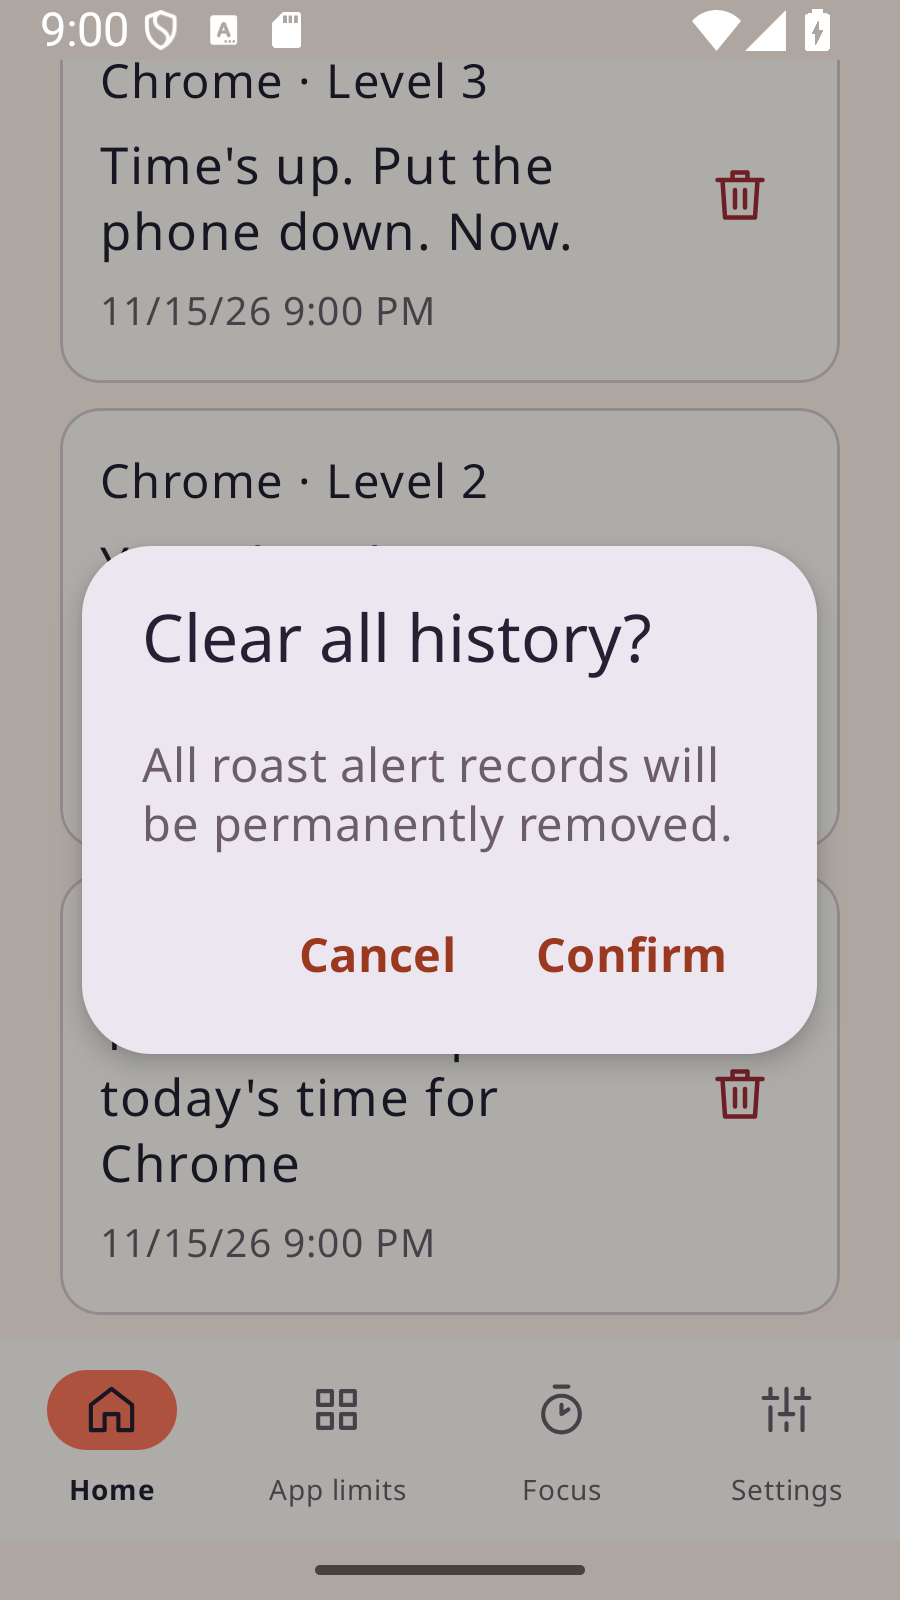 9:00
Chrome · Level 3
Time's up. Put the
phone down. Now.
11/15/26 9:00 PM
Chrome · Level 2
Clear all history?
All roast alert records will
be permanently removed.
Cancel Confirm
today's time for
Chrome
11/15/26 9:00 PM
Home App limits Focus Settings